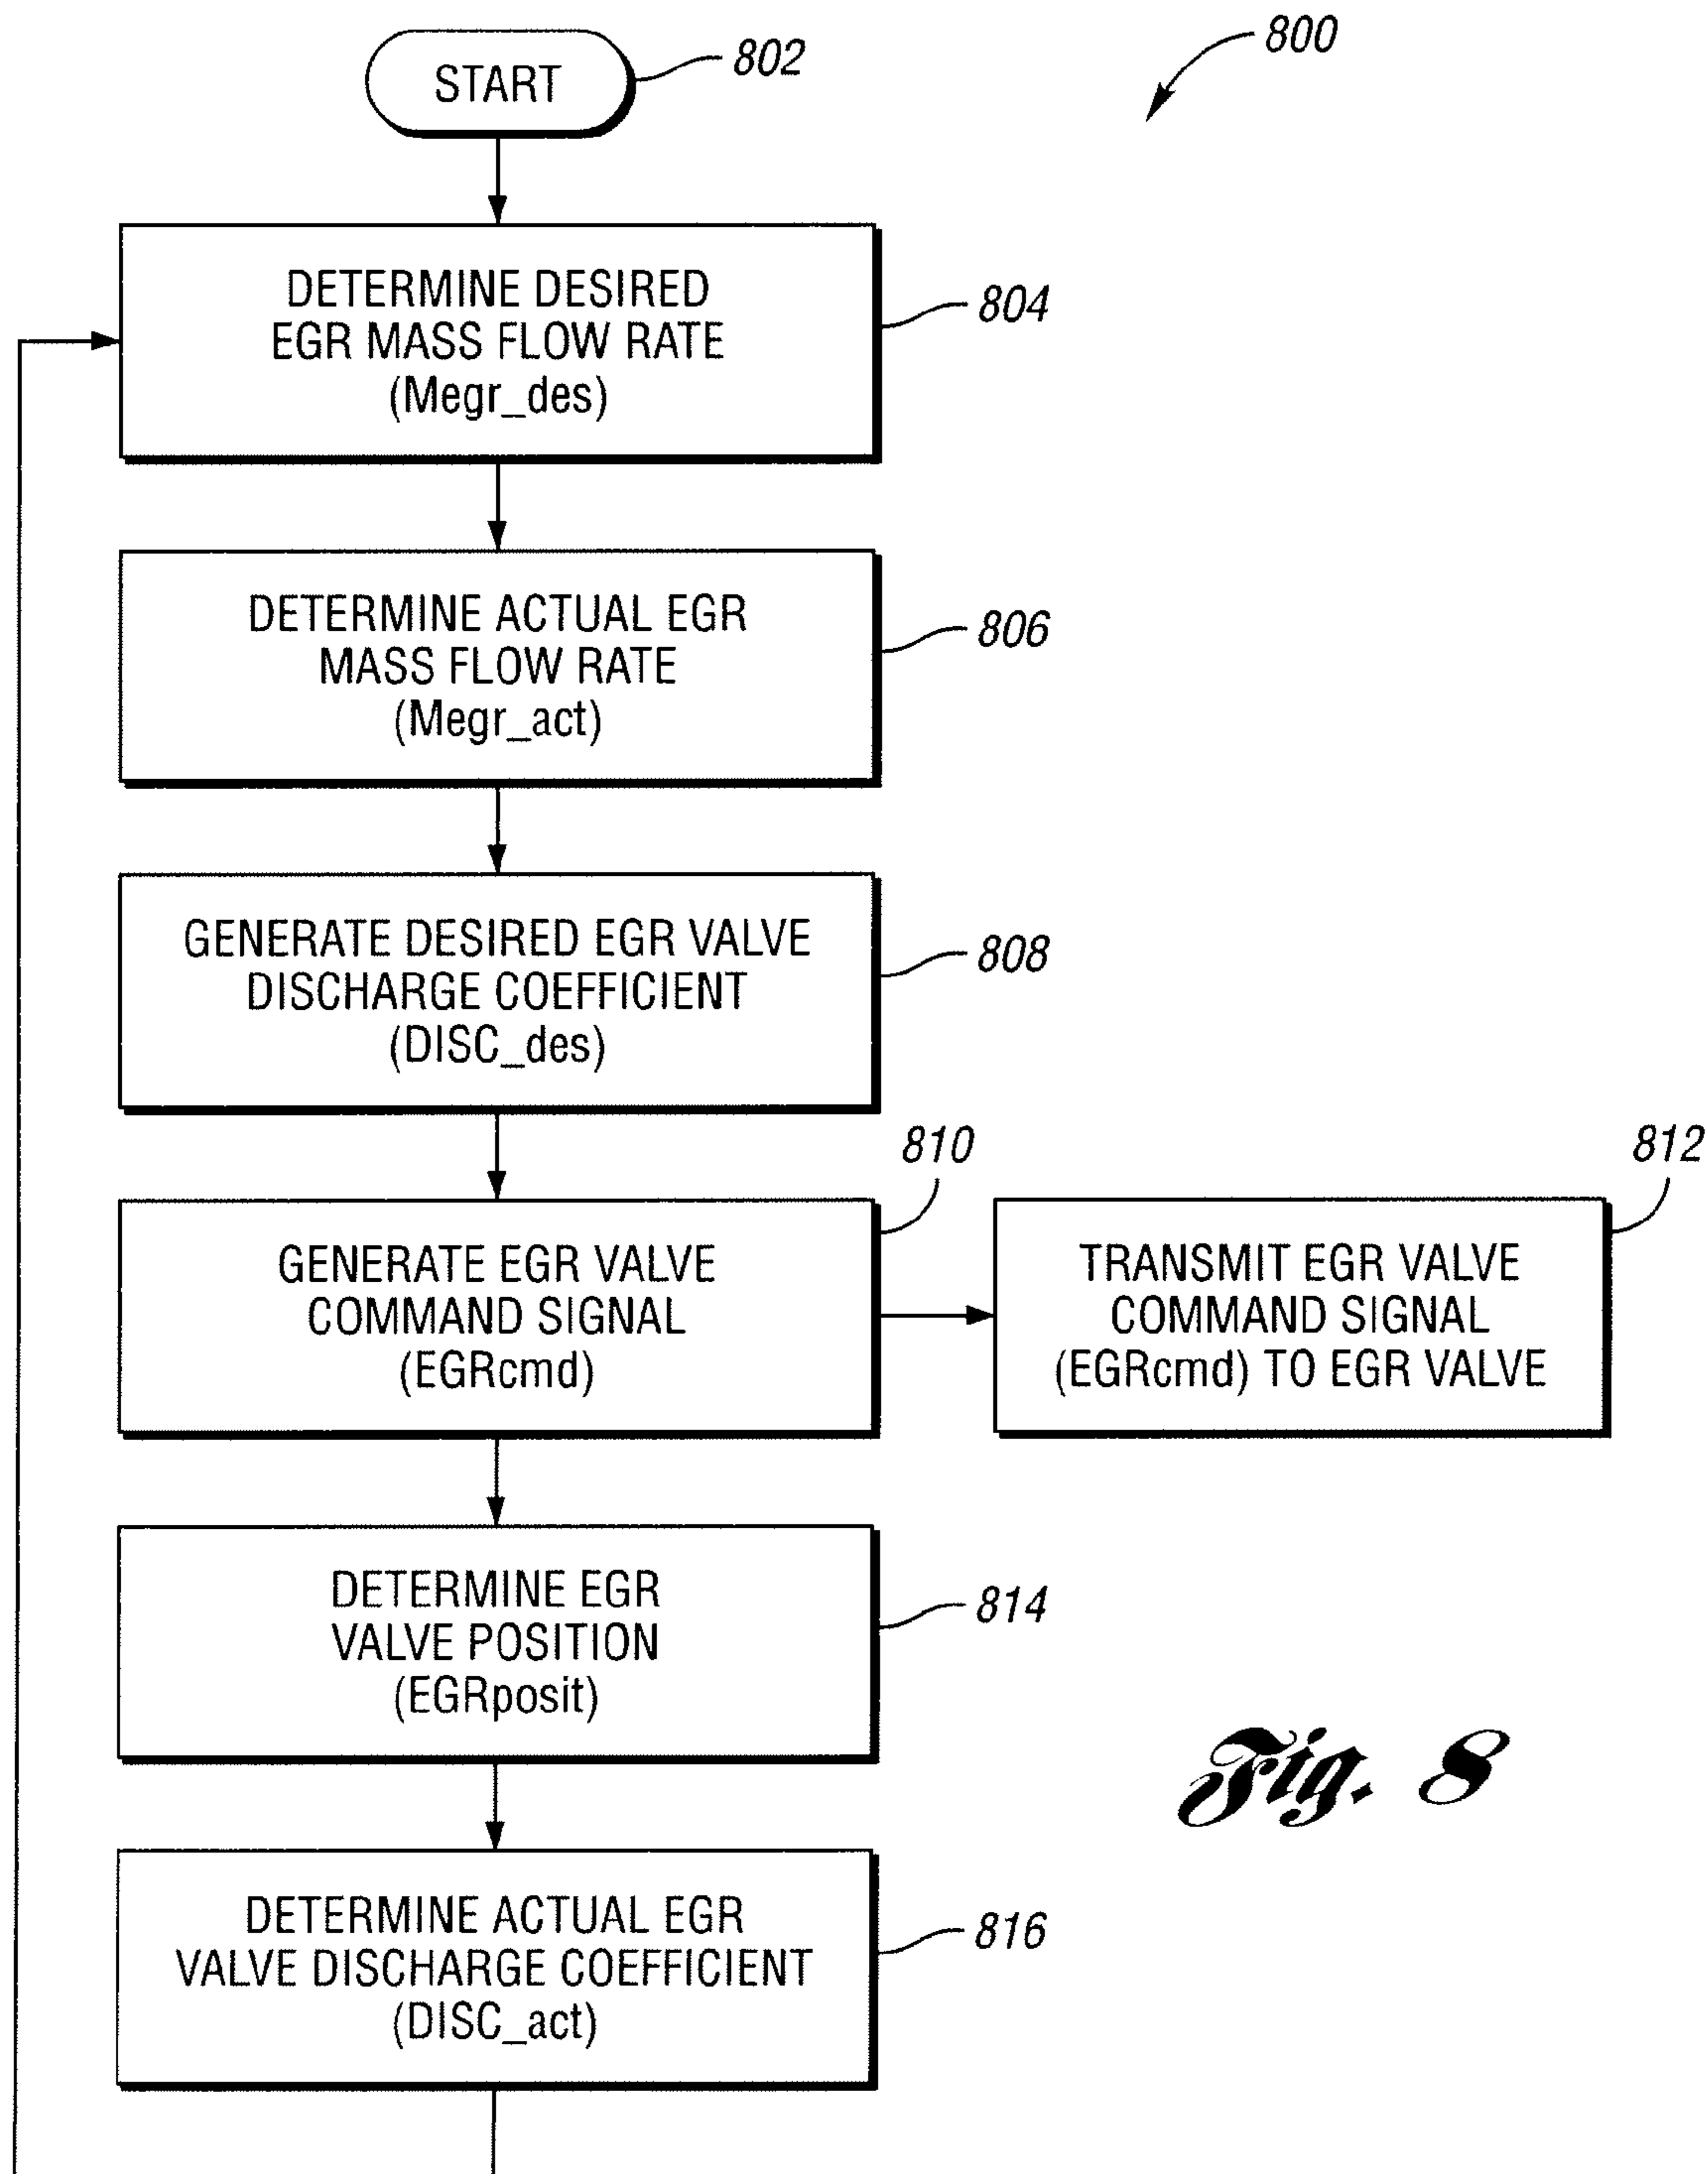 800
START
802
DETERMINE DESIRED
EGR MASS FLOW RATE
(Megr_des)
804
DETERMINE ACTUAL EGR
MASS FLOW RATE
(Megr_act)
806
GENERATE DESIRED EGR VALVE
DISCHARGE COEFFICIENT
(DISC_des)
808
GENERATE EGR VALVE
COMMAND SIGNAL
(EGRcmd)
810
TRANSMIT EGR VALVE
COMMAND SIGNAL
(EGRcmd) TO EGR VALVE
812
DETERMINE EGR
VALVE POSITION
(EGRposit)
814
DETERMINE ACTUAL EGR
VALVE DISCHARGE COEFFICIENT
(DISC_act)
816
Fig. 8